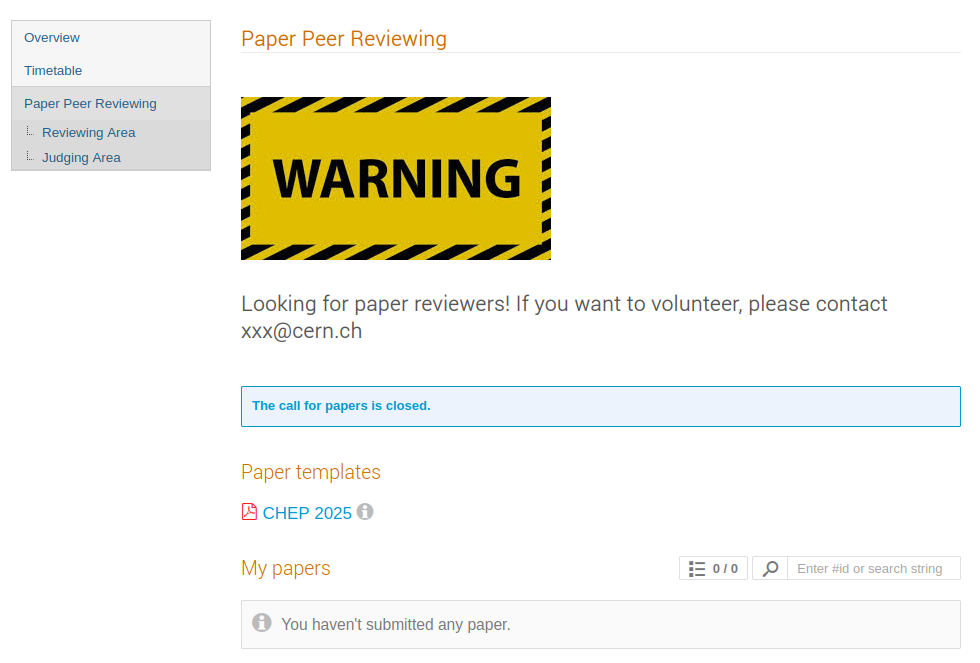 Overview
Timetable
Paper Peer Reviewing
Reviewing Area
Judging Area
Paper Peer Reviewing
WARNING
Looking for paper reviewers! If you want to volunteer, please contact
xxx@cern.ch
The call for papers is closed.
Paper templates
CHEP 2025
My papers
0 / 0
Enter #id or search string
You haven't submitted any paper.